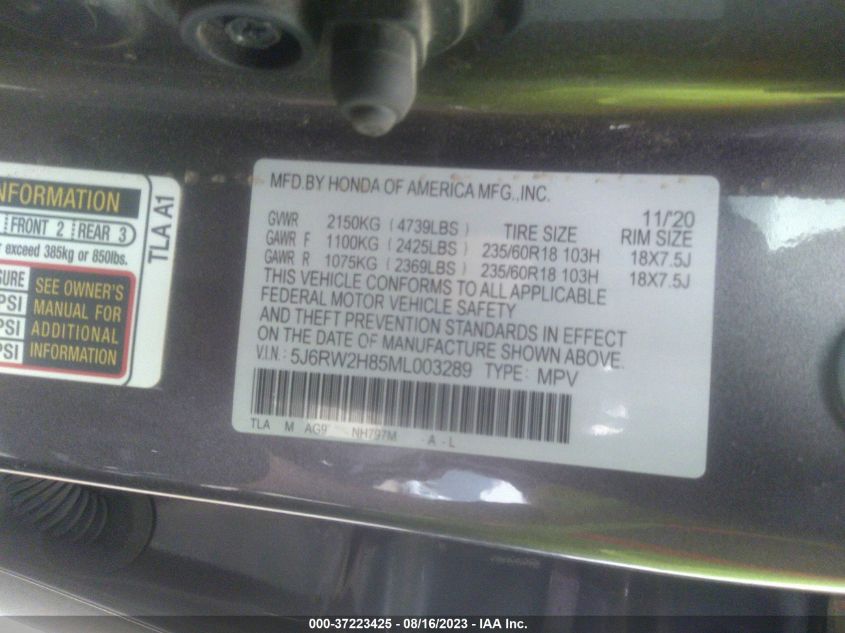 NFORMATION
FRONT 2 REAR 3
r exceed 385kg or 850lbs.
SURE
PSI
PSI
PSI
SEE OWNER'S
MANUAL FOR
ADDITIONAL
INFORMATION
TLA A1
MFD.BY HONDA OF AMERICA MFG.,INC.
11/'20
GVWR 2150KG (4739LBS) TIRE SIZE RIM SIZE
GAWR F 1100KG (2425LBS) 235/60R18 103H 18X7.5J
GAWR R 1075KG (2369LBS) 235/60R18 103H 18X7.5J
THIS VEHICLE CONFORMS TO ALL APPLICABLE
FEDERAL MOTOR VEHICLE SAFETY
AND THEFT PREVENTION STANDARDS IN EFFECT
ON THE DATE OF MANUFACTURE SHOWN ABOVE.
V.I.N.: 5J6RW2H85ML003289 TYPE: MPV
TLA M AG9 NH797M -A-L
000-37223425 - 08/16/2023 - IAA Inc.